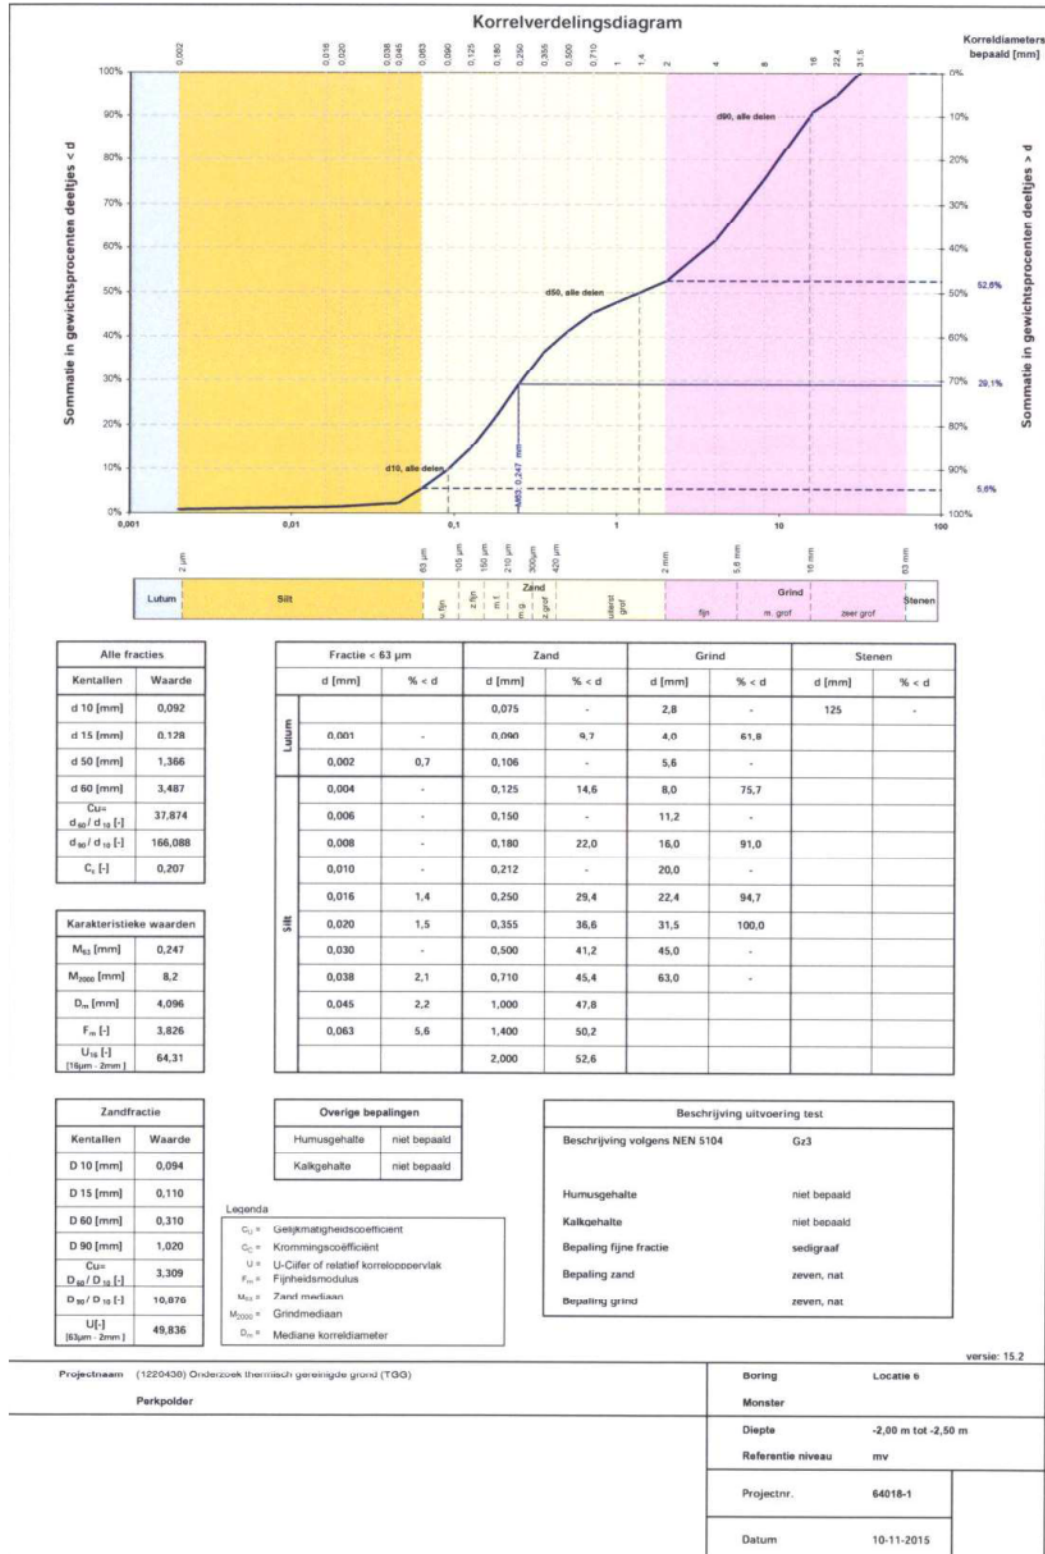 Korrelverdelingsdiagram
Korreldiameters bepaald [mm]
0,002 0,016 0,020 0,038 0,045 0,063 0,090 0,125 0,180 0,250 0,355 0,500 0,710 1 1,4 2 4 8 16 22,4 31,5
Sommatie in gewichtsprocenten deeltjes < d
100% 90% 80% 70% 60% 50% 40% 30% 20% 10% 0%
d90, alle delen
d50, alle delen
d10, alle delen
M63; 0,247 mm
0% 10% 20% 30% 40% 50% 60% 70% 80% 90% 100%
52,6%
29,1%
5,6%
Sommatie in gewichtsprocenten deeltjes > d
0,001 0,01 0,1 1 10 100
2 µm 63 µm 105 µm 150 µm 210 µm 300µm 420 µm 2 mm 5,6 mm 16 mm 63 mm
Lutum Silt Zand Grind Stenen
u. fijn z.fijn m.f. m.g. z.grof uiterst grof fijn m. grof zeer grof
Alle fracties
Kentallen Waarde
d 10 [mm] 0,092
d 15 [mm] 0,128
d 50 [mm] 1,366
d 60 [mm] 3,487
Cu= d60 / d10 [-] 37,874
d90 / d10 [-] 166,088
Cc [-] 0,207
Karakteristieke waarden
M63 [mm] 0,247
M2000 [mm] 8,2
Dm [mm] 4,096
Fm [-] 3,826
U16 [-] [16µm - 2mm ] 64,31
Fractie < 63 µm Zand Grind Stenen
d [mm] % < d d [mm] % < d d [mm] % < d d [mm] % < d
Lutum
0,075 - 2,8 - 125 -
0,001 - 0,090 9,7 4,0 61,8
0,002 0,7 0,106 - 5,6 -
Silt
0,004 - 0,125 14,6 8,0 75,7
0,006 - 0,150 - 11,2 -
0,008 - 0,180 22,0 16,0 91,0
0,010 - 0,212 - 20,0 -
0,016 1,4 0,250 29,4 22,4 94,7
0,020 1,5 0,355 36,6 31,5 100,0
0,030 - 0,500 41,2 45,0 -
0,038 2,1 0,710 45,4 63,0 -
0,045 2,2 1,000 47,8
0,063 5,6 1,400 50,2
2,000 52,6
Zandfractie
Kentallen Waarde
D 10 [mm] 0,094
D 15 [mm] 0,110
D 60 [mm] 0,310
D 90 [mm] 1,020
Cu= D60 / D10 [-] 3,309
D90 / D10 [-] 10,876
U[-] [63µm - 2mm ] 49,836
Overige bepalingen
Humusgehalte niet bepaald
Kalkgehalte niet bepaald
Legenda
CU = Gelijkmatigheidscoëfficiënt
CC = Krommingscoëfficiënt
U = U-Cijfer of relatief korreloppervlak
Fm = Fijnheidsmodulus
M63 = Zand mediaan
M2000 = Grindmediaan
Dm = Mediane korreldiameter
Beschrijving uitvoering test
Beschrijving volgens NEN 5104 Gz3
Humusgehalte niet bepaald
Kalkgehalte niet bepaald
Bepaling fijne fractie sedigraaf
Bepaling zand zeven, nat
Bepaling grind zeven, nat
versie: 15.2
Projectnaam (1220438) Onderzoek thermisch gereinigde grond (TGG)
Perkpolder
Boring Locatie 6
Monster
Diepte -2,00 m tot -2,50 m
Referentie niveau mv
Projectnr. 64018-1
Datum 10-11-2015